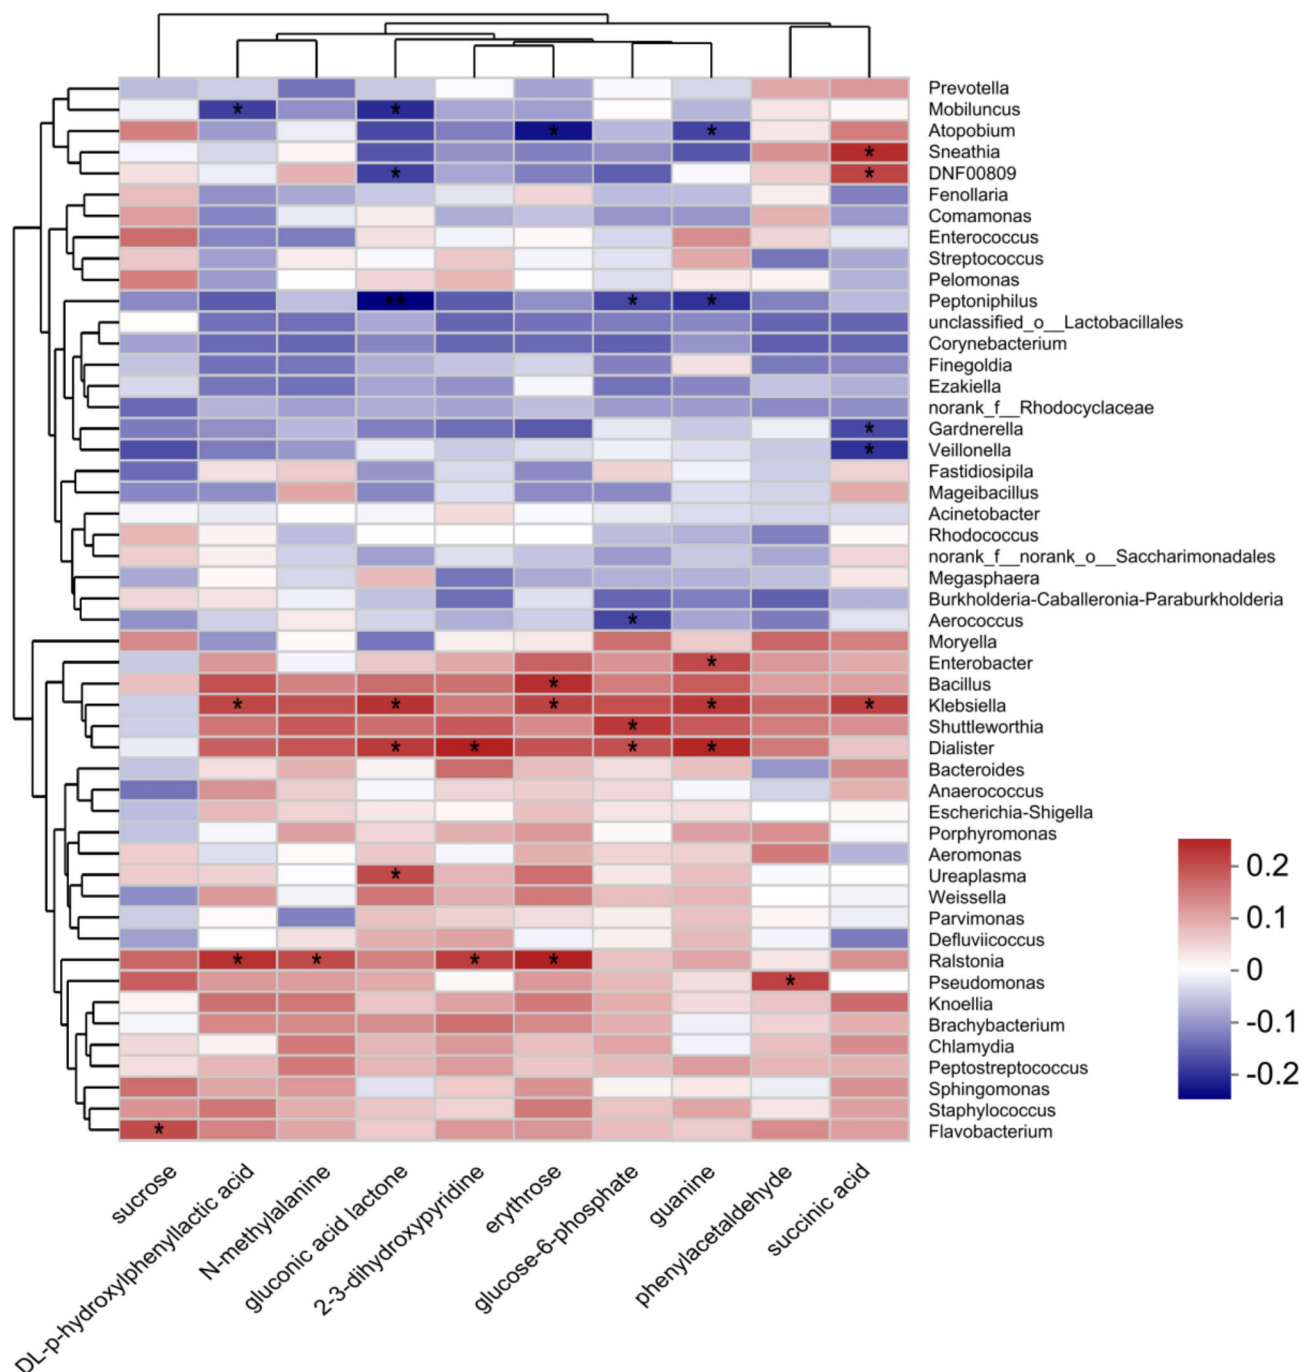 Prevotella
* * Mobiluncus
* * Atopobium
* Sneathia
* * DNF00809
Fenollaria
Comamonas
Enterococcus
Streptococcus
Pelomonas
** * * Peptoniphilus
unclassified_o__Lactobacillales
Corynebacterium
Finegoldia
Ezakiella
norank_f__Rhodocyclaceae
* Gardnerella
* Veillonella
Fastidiosipila
Mageibacillus
Acinetobacter
Rhodococcus
norank_f__norank_o__Saccharimonadales
Megasphaera
Burkholderia-Caballeronia-Paraburkholderia
* Aerococcus
Moryella
* Enterobacter
* Bacillus
* * * * * Klebsiella
* Shuttleworthia
* * * * Dialister
Bacteroides
Anaerococcus
Escherichia-Shigella
Porphyromonas
Aeromonas
* Ureaplasma
Weissella
Parvimonas
Defluviicoccus
* * * * Ralstonia
* Pseudomonas
Knoellia
Brachybacterium
Chlamydia
Peptostreptococcus
Sphingomonas
Staphylococcus
* Flavobacterium
sucrose
DL-p-hydroxylphenyllactic acid
N-methylalanine
gluconic acid lactone
2-3-dihydroxypyridine
erythrose
glucose-6-phosphate
guanine
phenylacetaldehyde
succinic acid
0.2
0.1
0
-0.1
-0.2